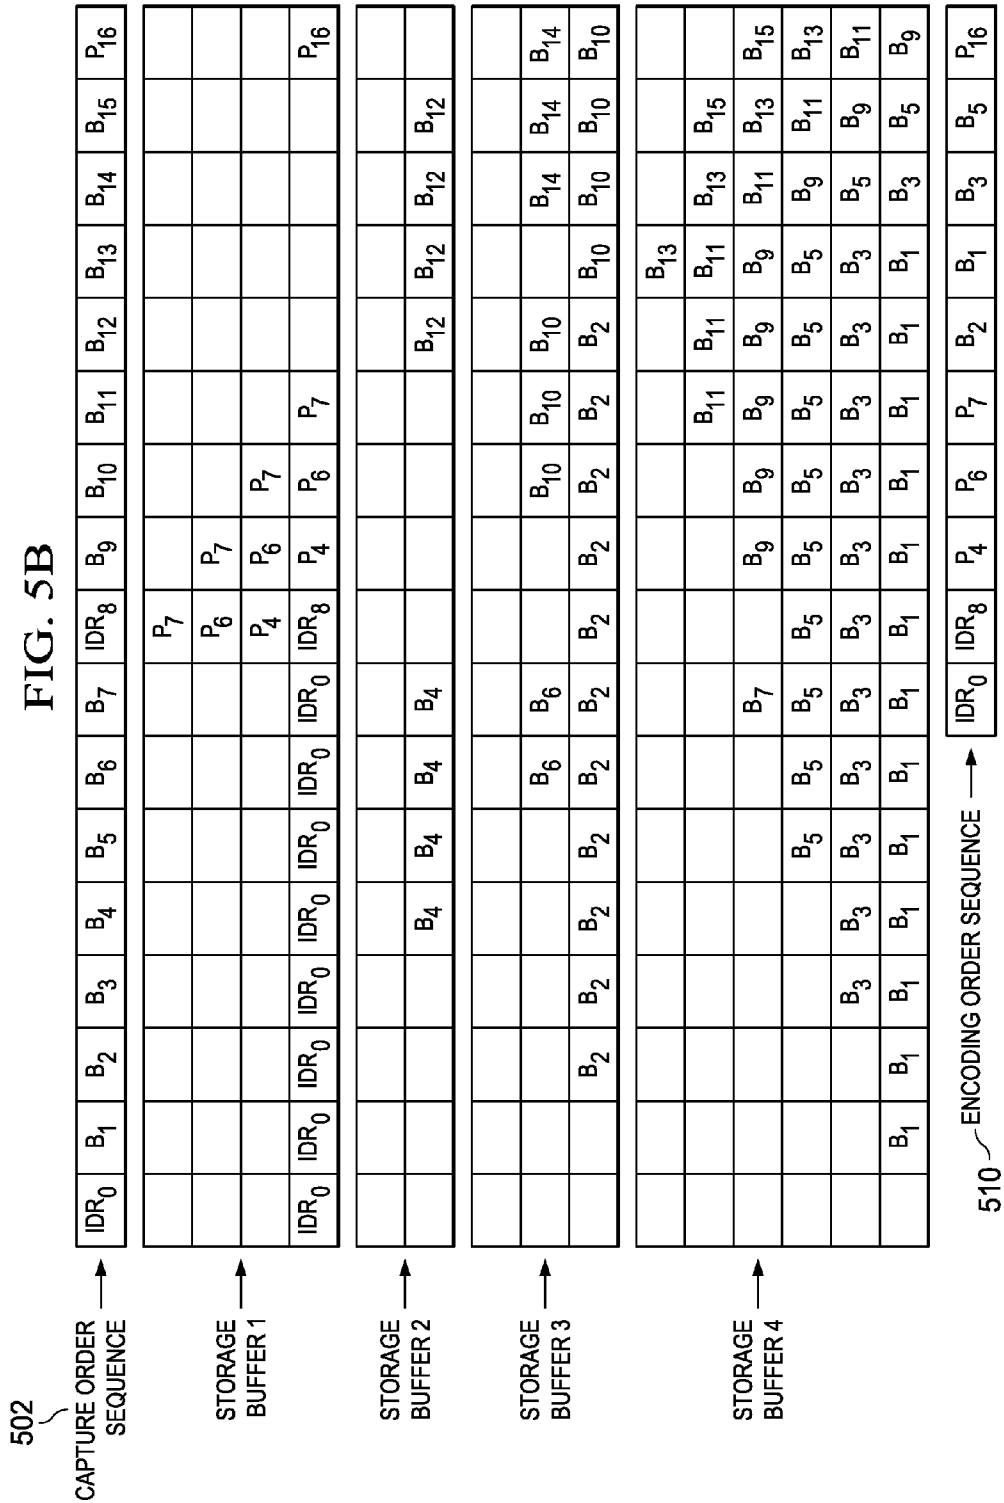 FIG. 5B
502
CAPTURE ORDER SEQUENCE
IDR0 B1 B2 B3 B4 B5 B6 B7 IDR8 B9 B10 B11 B12 B13 B14 B15 P16
STORAGE BUFFER 1
P7
P6 P7
P4 P6 P7
IDR0 IDR0 IDR0 IDR0 IDR0 IDR0 IDR0 IDR0 IDR8 P4 P6 P7 P16
STORAGE BUFFER 2
B4 B4 B4 B4 B12 B12 B12 B12
STORAGE BUFFER 3
B6 B6 B10 B10 B10 B14 B14 B14
B2 B2 B2 B2 B2 B2 B2 B2 B2 B2 B2 B10 B10 B10 B10
STORAGE BUFFER 4
B13
B11 B11 B11 B13 B15
B7 B9 B9 B9 B9 B9 B11 B13 B15
B5 B5 B5 B5 B5 B5 B5 B5 B5 B9 B11 B13
B3 B3 B3 B3 B3 B3 B3 B3 B3 B3 B3 B5 B9 B11
B1 B1 B1 B1 B1 B1 B1 B1 B1 B1 B1 B1 B1 B3 B5 B9
510
ENCODING ORDER SEQUENCE
IDR0 IDR8 P4 P6 P7 B2 B1 B3 B5 P16